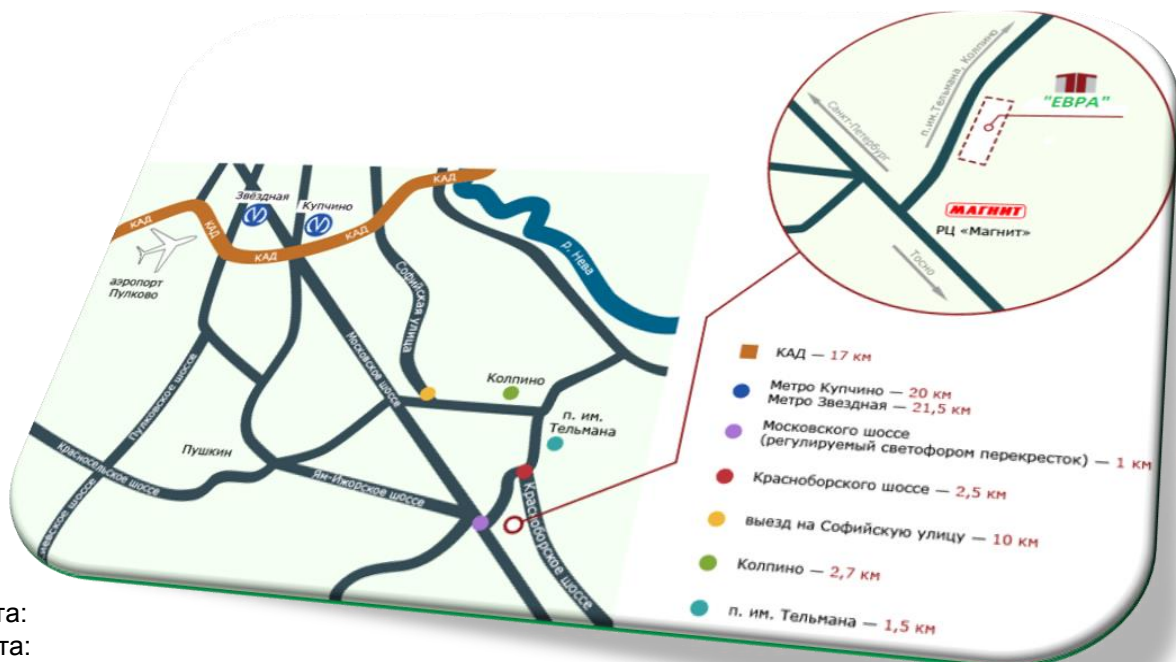 п.им.Тельмана, Колпино
Санкт-Петербург
"ЕВРА"
МАГНИТ
РЦ «Магнит»
Тосно
КАД
Звёздная
Купчино
КАД
КАД
КАД
КАД
аэропорт
Пулково
р. Нева
Софийская улица
Московское шоссе
Пулковское шоссе
Колпино
п. им.
Тельмана
Пушкин
Красносельское шоссе
Ям-Ижорское шоссе
Красноборское шоссе
шоссе
КАД — 17 км
Метро Купчино — 20 км
Метро Звездная — 21,5 км
Московского шоссе
(регулируемый светофором перекресток) — 1 км
Красноборского шоссе — 2,5 км
выезд на Софийскую улицу — 10 км
Колпино — 2,7 км
п. им. Тельмана — 1,5 км
та:
та: